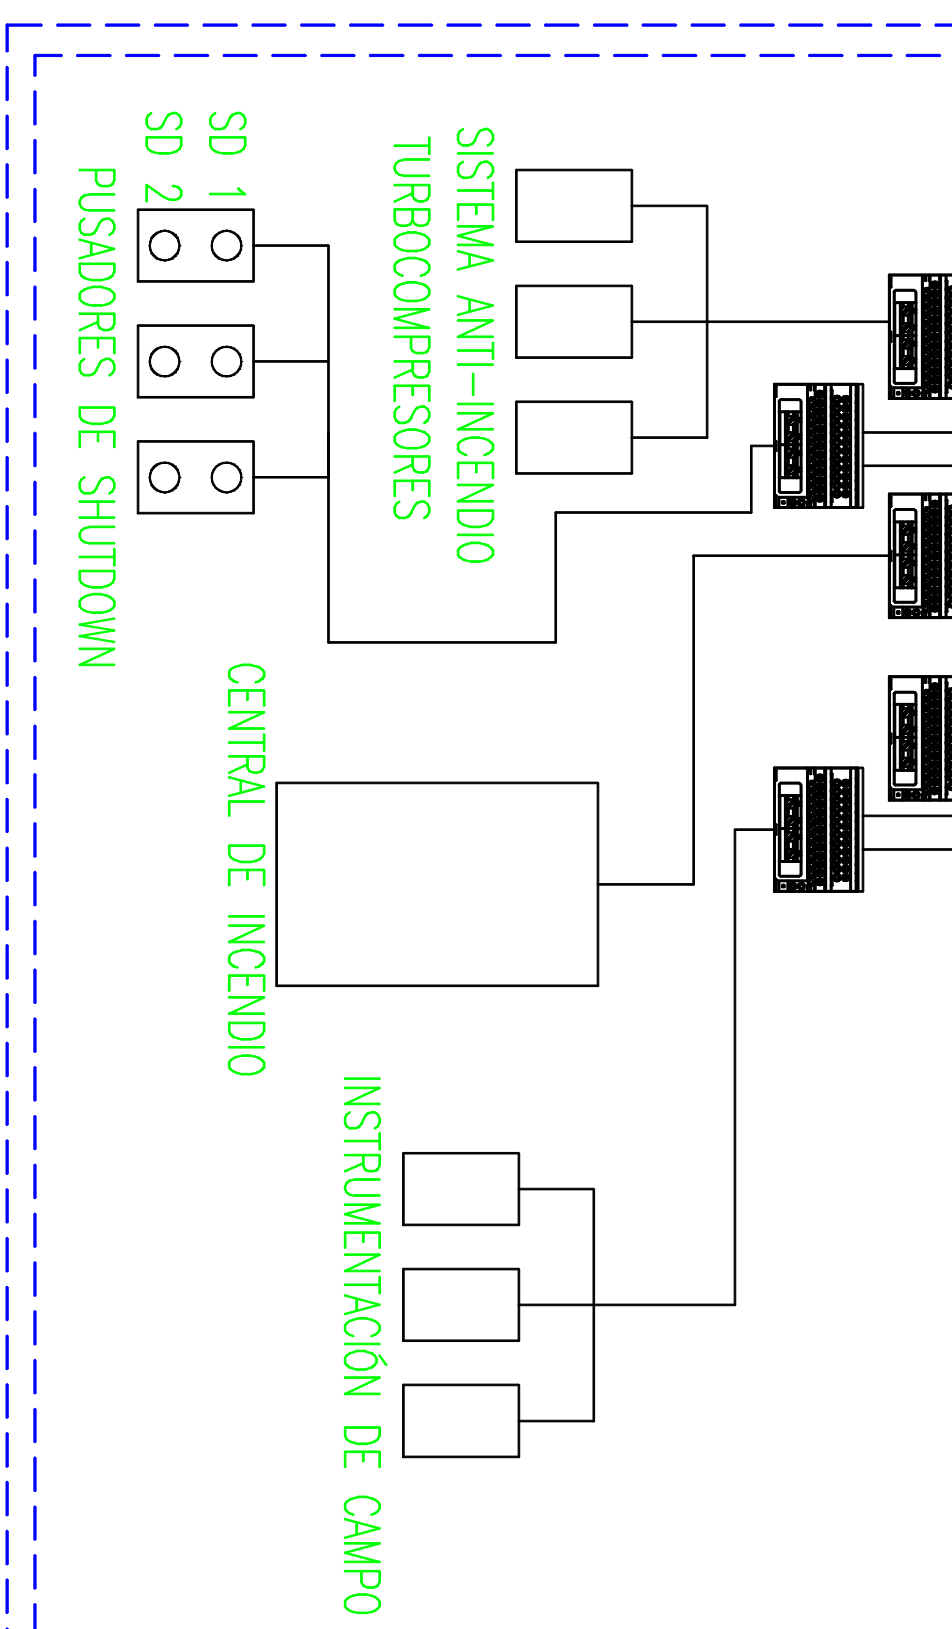 SISTEMA ANTI-INCENDIO
TURBOCOMPRESORES
SD 1
SD 2
PUSADORES DE SHUTDOWN
CENTRAL DE INCENDIO
INSTRUMENTACIÓN DE CAMPO